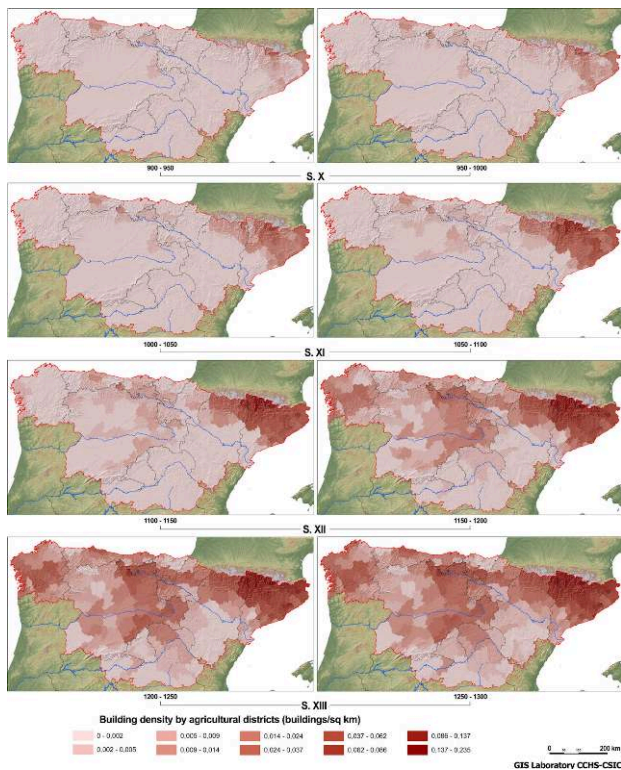 900 - 950
950 - 1000
S. X
1000 - 1050
1050 - 1100
S. XI
1100 - 1150
1150 - 1200
S. XII
1200 - 1250
1250 - 1300
S. XIII
Building density by agricultural districts (buildings/sq km)
0 - 0,002
0,002 - 0,005
0,005 - 0,009
0,009 - 0,014
0,014 - 0,024
0,024 - 0,037
0,037 - 0,062
0,062 - 0,086
0,086 - 0,137
0,137 - 0,235
0
200 km
GIS Laboratory CCHS-CSIC